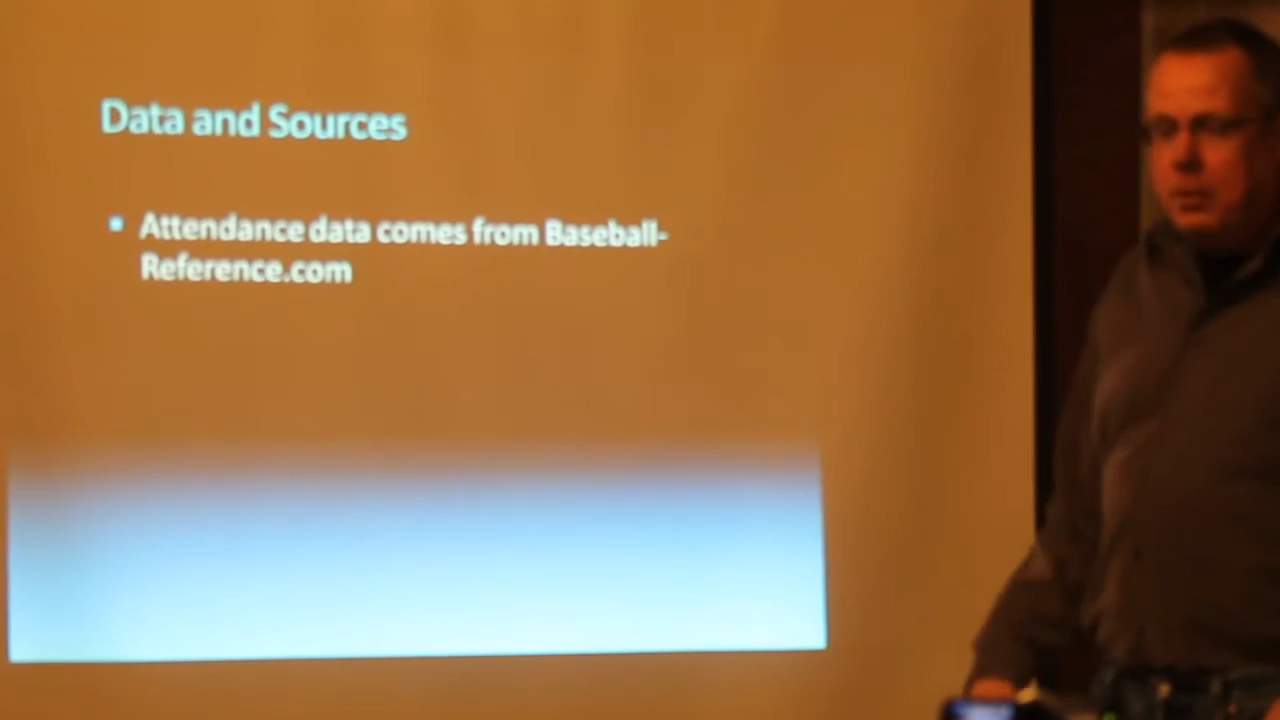 Data and Sources
Attendance data comes from Baseball-
Reference.com